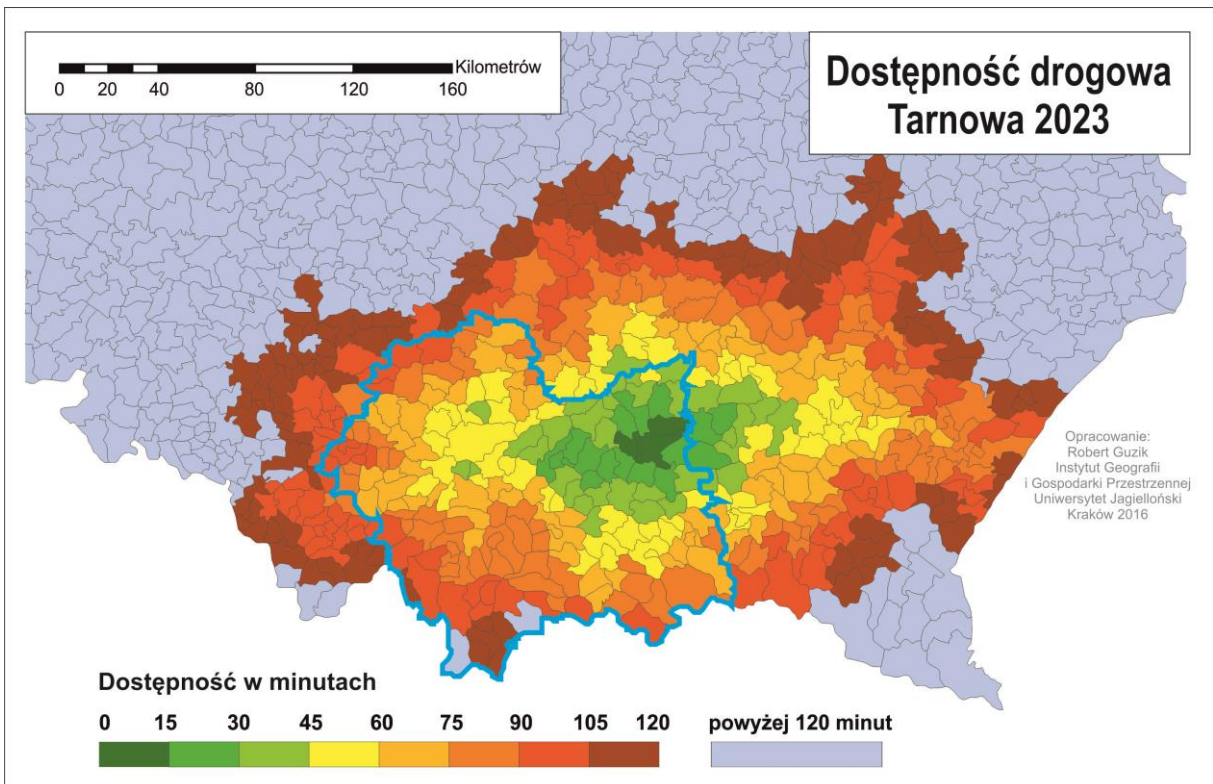 Kilometrów
0 20 40 80 120 160
Dostępność drogowa
Tarnowa 2023
Opracowanie:
Robert Guzik
Instytut Geografii
i Gospodarki Przestrzennej
Uniwersytet Jagielloński
Kraków 2016
Dostępność w minutach
0 15 30 45 60 75 90 105 120 powyżej 120 minut